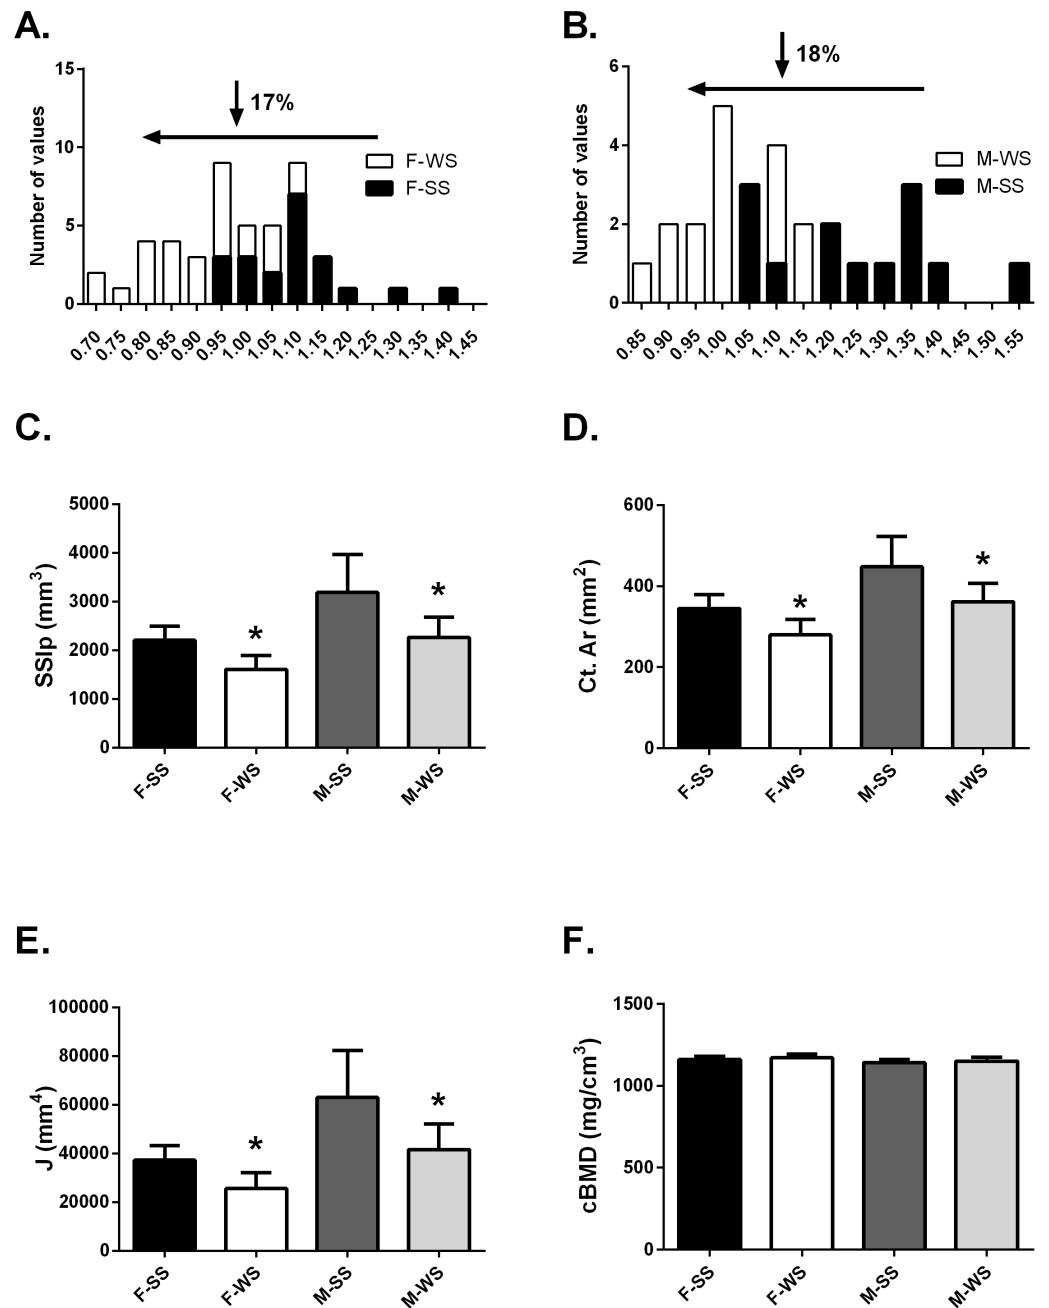 A.
15
10
5
0
Number of values
17%
F-WS
F-SS
0.70 0.75 0.80 0.85 0.90 0.95 1.00 1.05 1.10 1.15 1.20 1.25 1.30 1.35 1.40 1.45
B.
6
4
2
0
Number of values
18%
M-WS
M-SS
0.85 0.90 0.95 1.00 1.05 1.10 1.15 1.20 1.25 1.30 1.35 1.40 1.45 1.50 1.55
C.
5000
4000
3000
2000
1000
0
SSIp (mm³)
*
*
F-SS F-WS M-SS M-WS
D.
600
400
200
0
Ct. Ar (mm²)
*
*
F-SS F-WS M-SS M-WS
E.
100000
80000
60000
40000
20000
0
J (mm⁴)
*
*
F-SS F-WS M-SS M-WS
F.
1500
1000
500
0
cBMD (mg/cm³)
F-SS F-WS M-SS M-WS